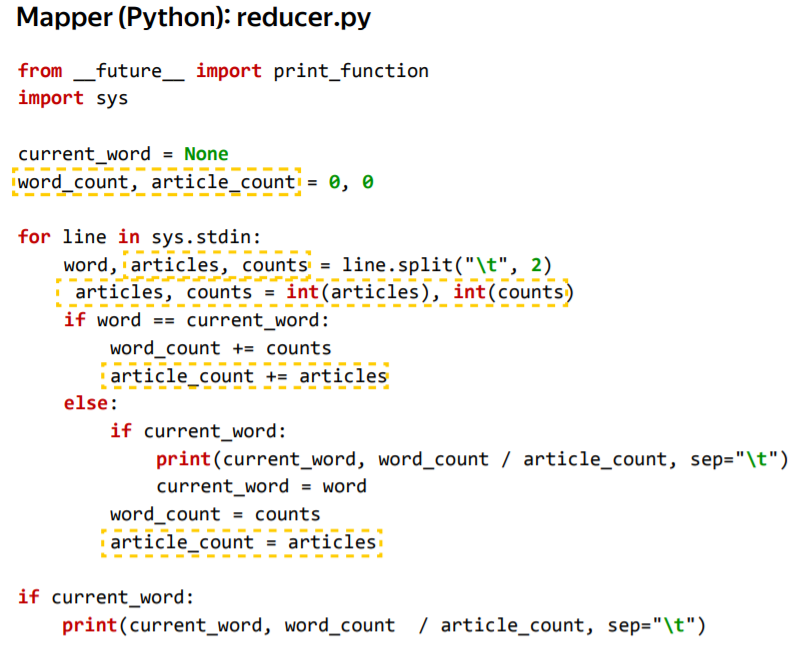 Mapper (Python): reducer.py
from __future__ import print_function
import sys
current_word = None
word_count, article_count = 0, 0
for line in sys.stdin:
    word, articles, counts = line.split("\t", 2)
    articles, counts = int(articles), int(counts)
    if word == current_word:
        word_count += counts
        article_count += articles
    else:
        if current_word:
            print(current_word, word_count / article_count, sep="\t")
            current_word = word
        word_count = counts
        article_count = articles
if current_word:
    print(current_word, word_count  / article_count, sep="\t")